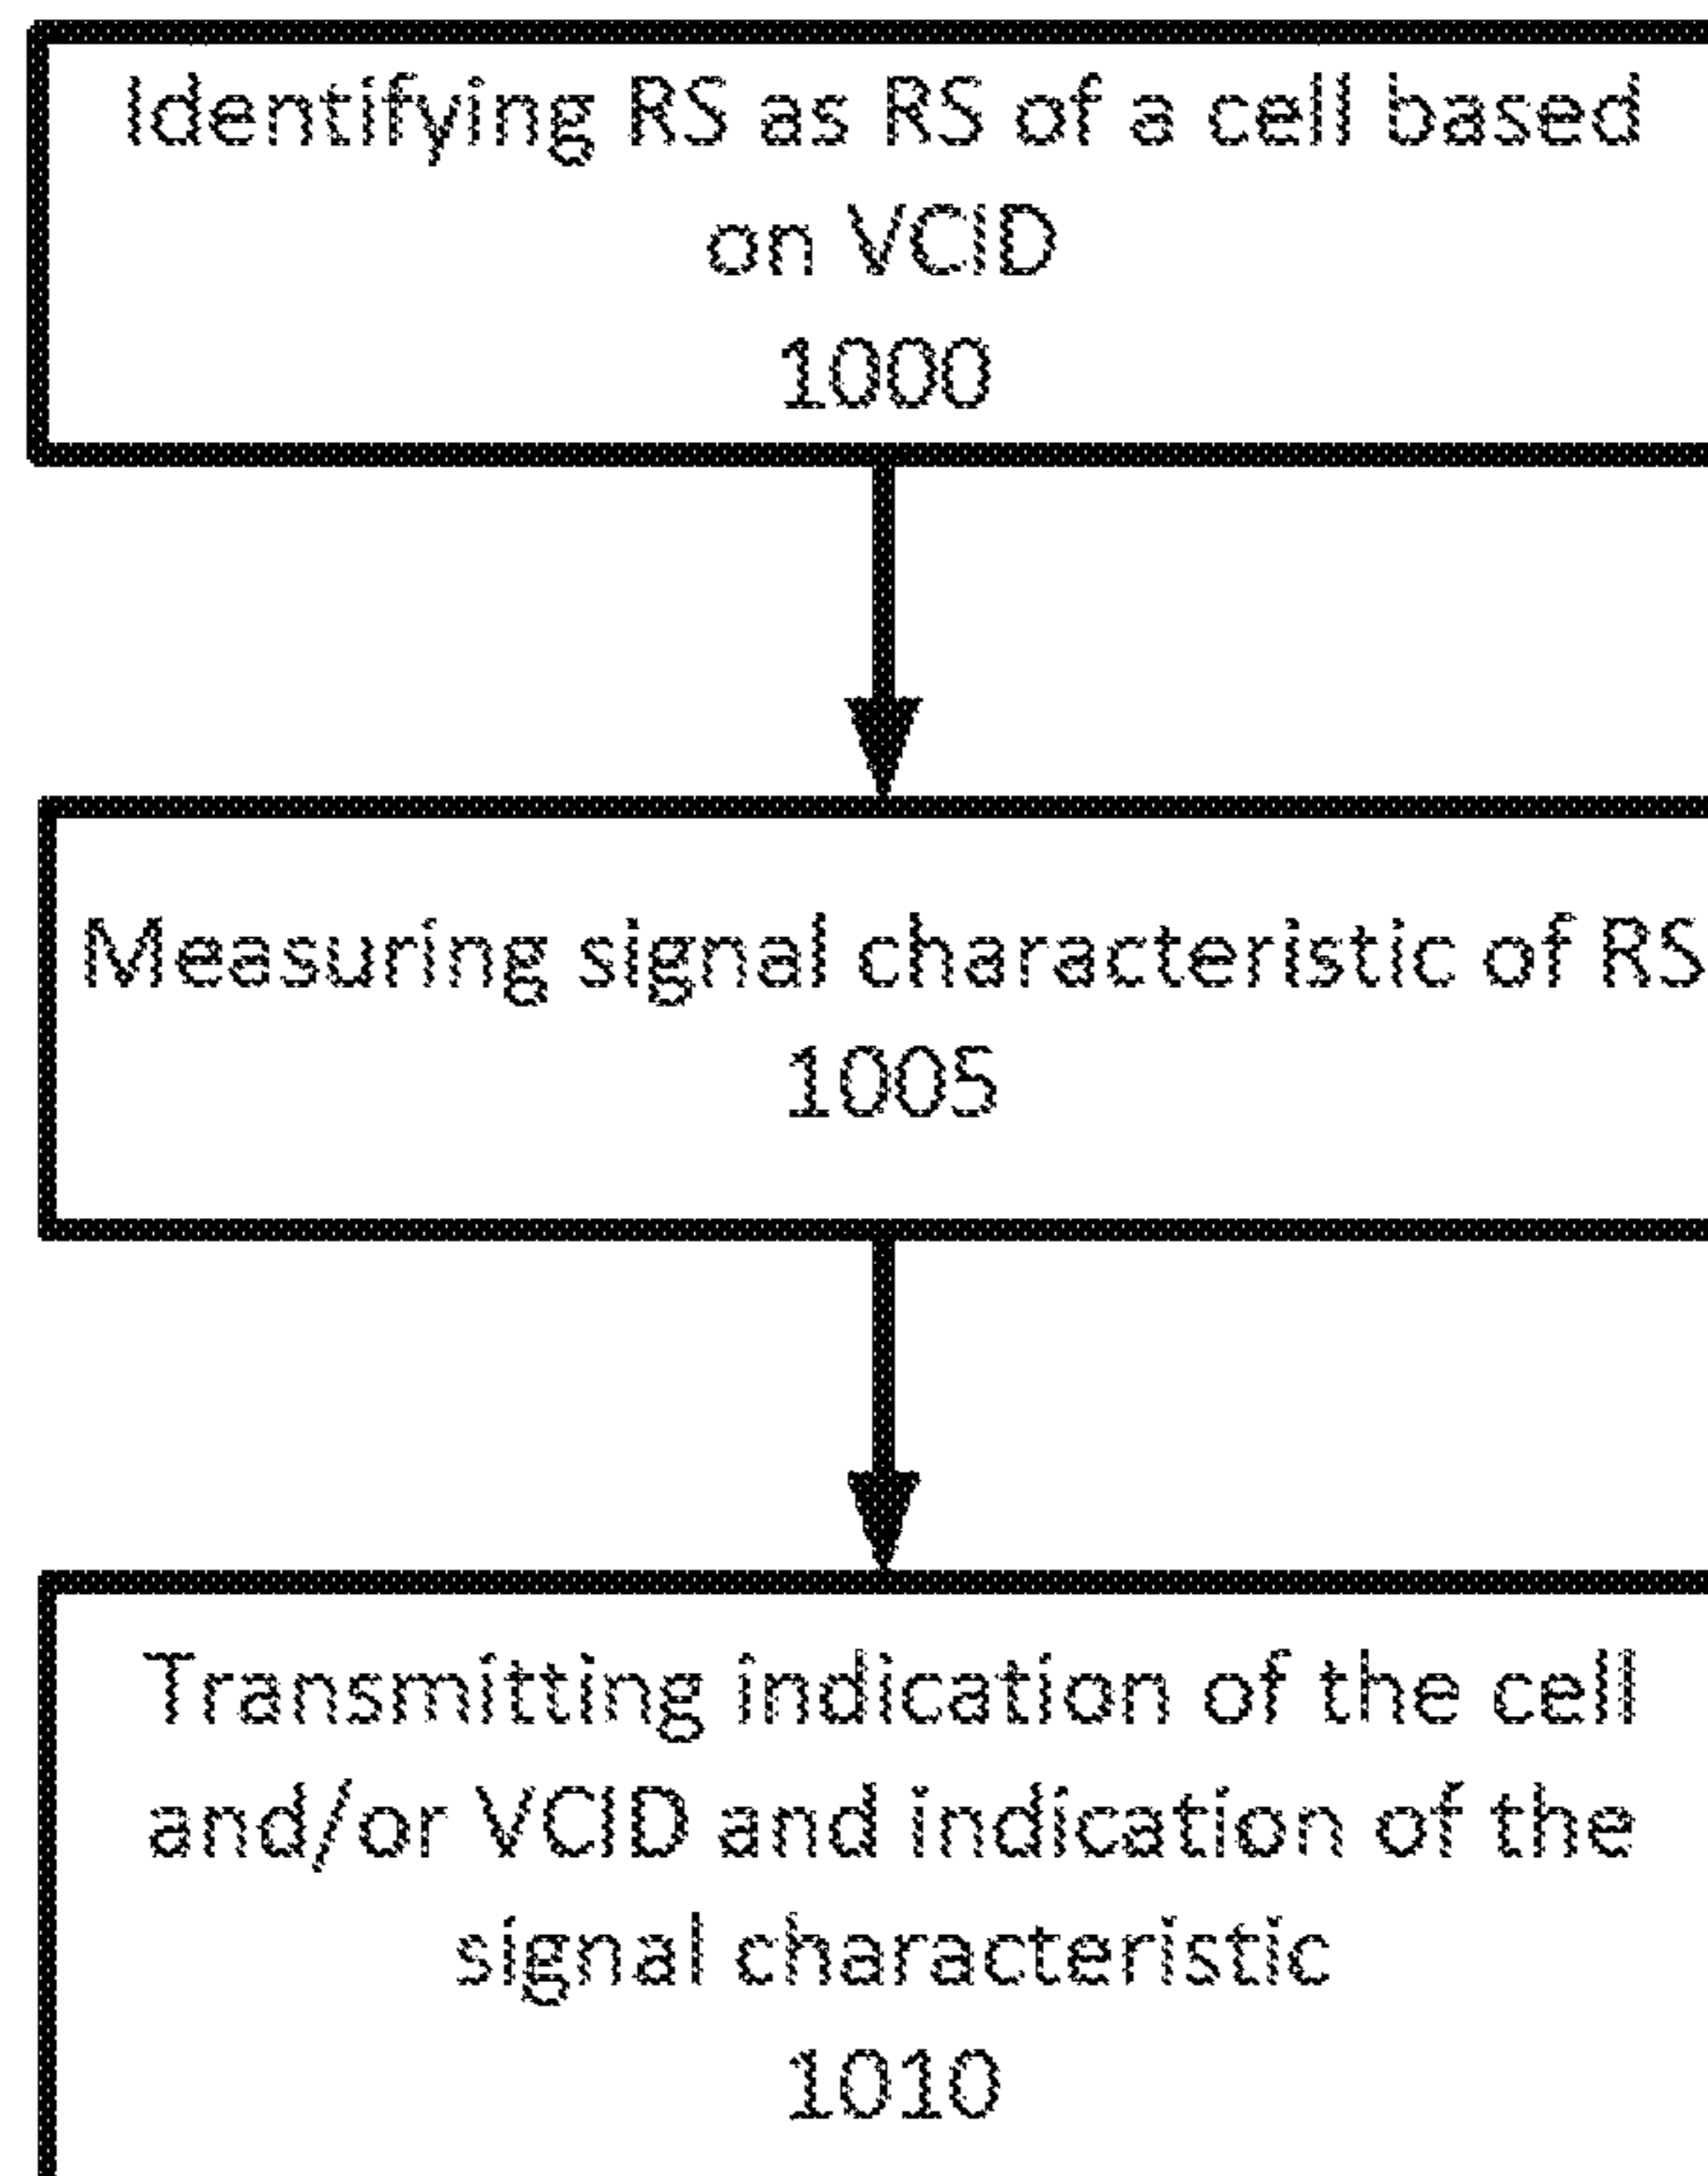 Identifying RS as RS of a cell based
on VCID
1000
Measuring signal characteristic of RS
1005
Transmitting indication of the cell
and/or VCID and indication of the
signal characteristic
1010